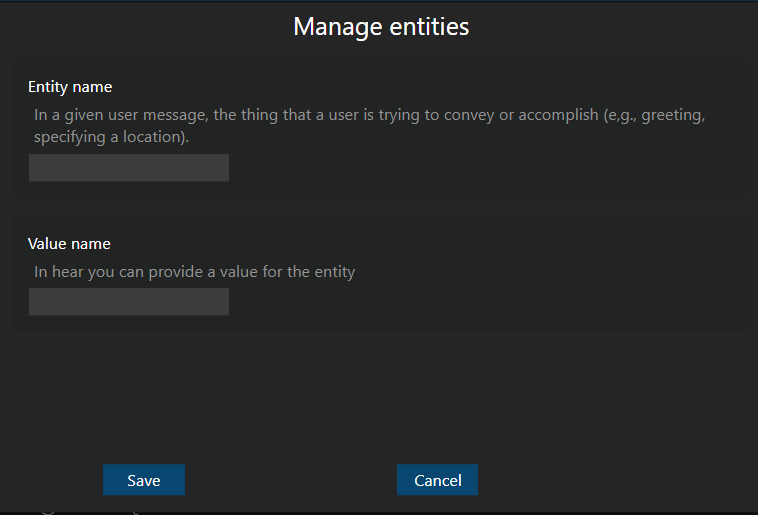 Manage entities
Entity name
In a given user message, the thing that a user is trying to convey or accomplish (e,g., greeting,
specifying a location).
Value name
In hear you can provide a value for the entity
Save
Cancel